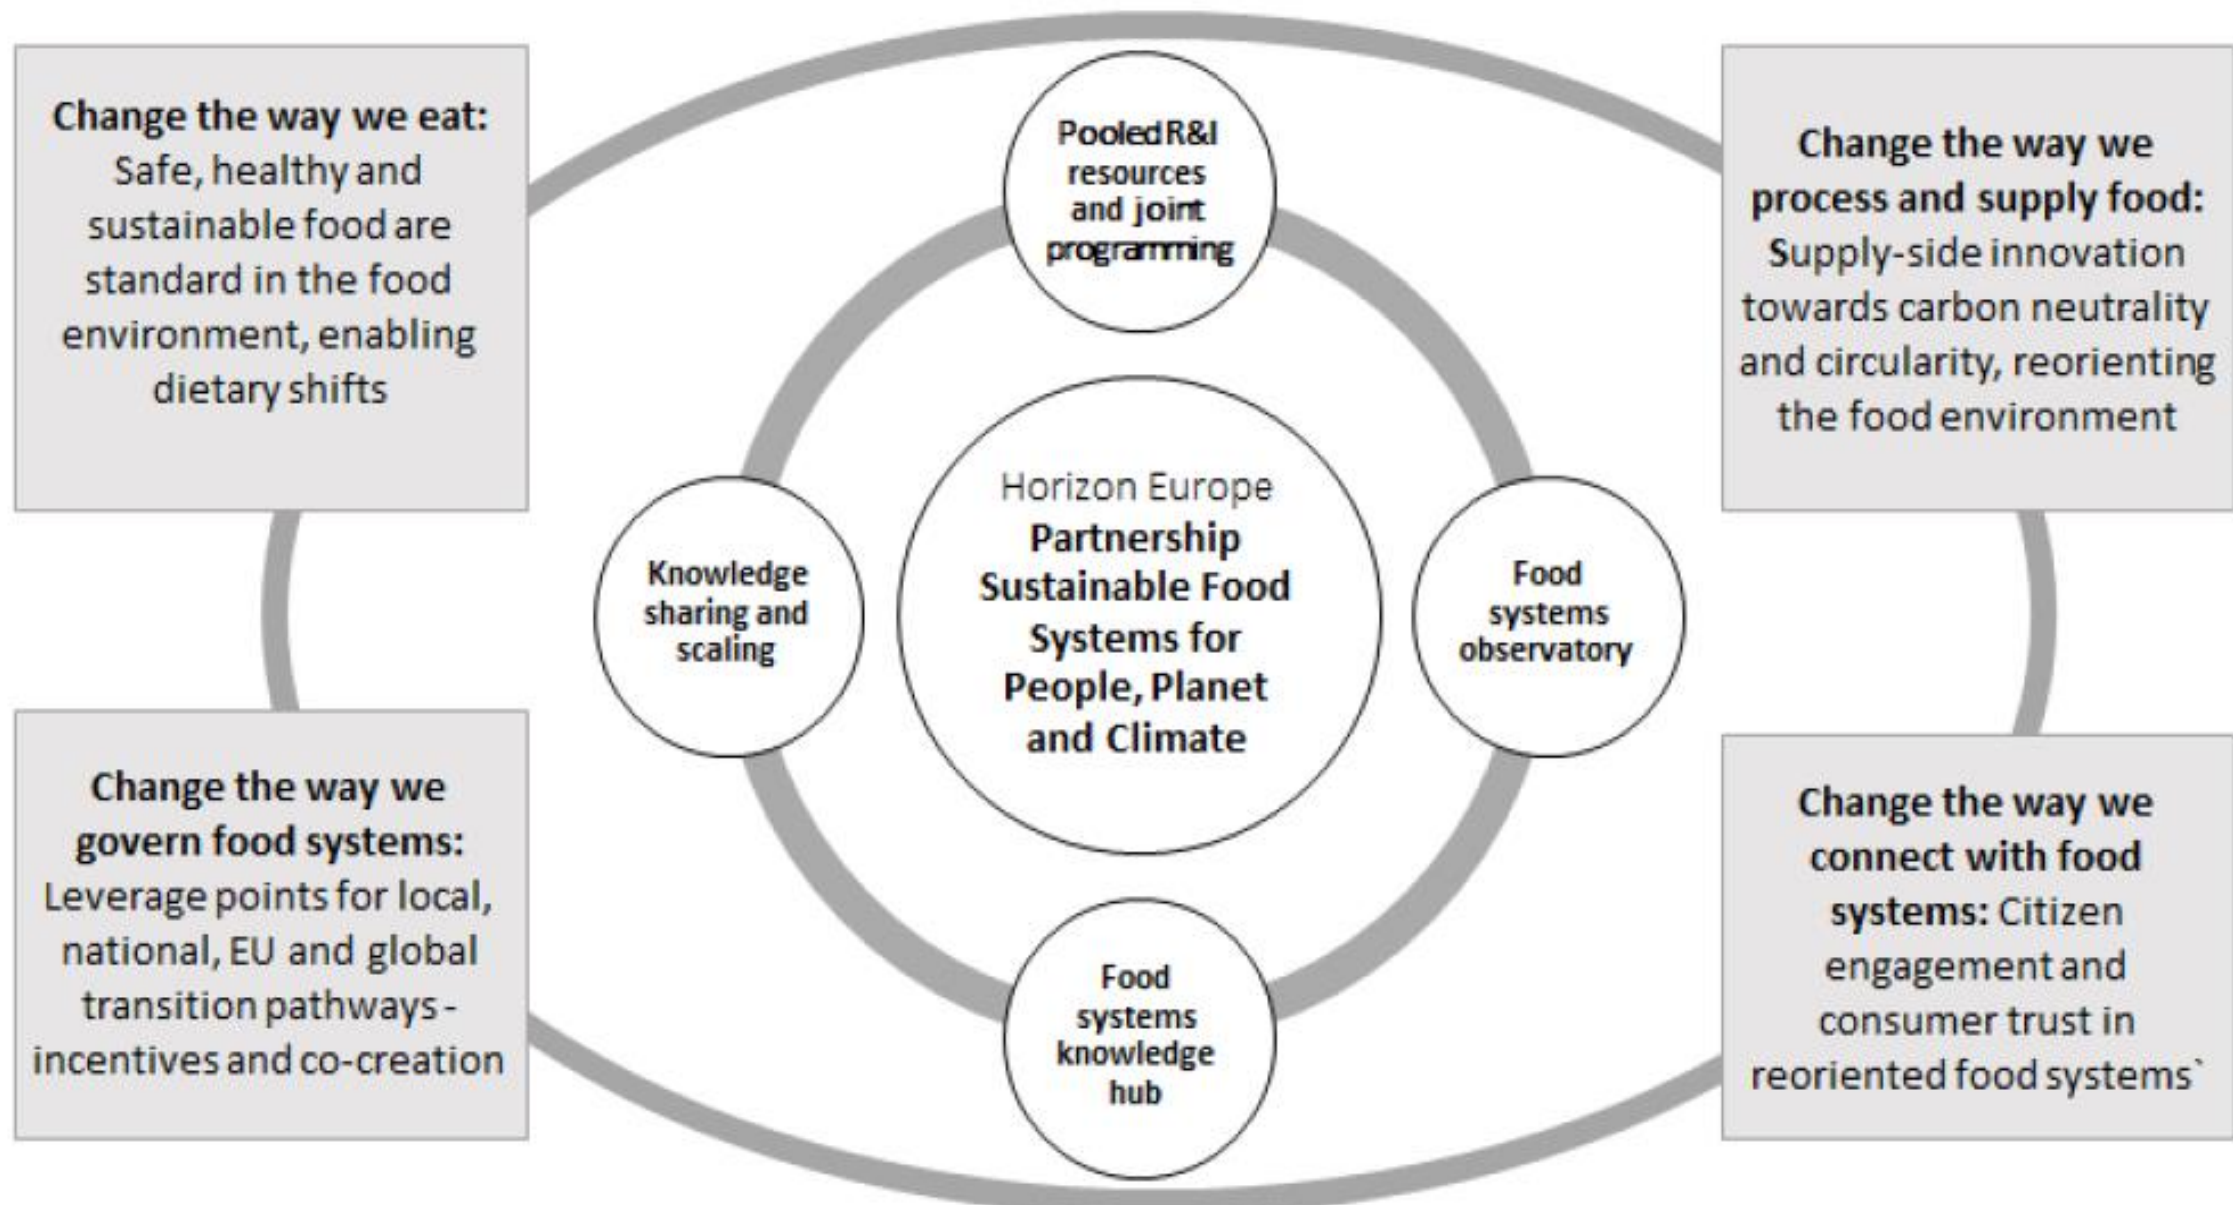 Change the way we eat:
Safe, healthy and
sustainable food are
standard in the food
environment, enabling
dietary shifts
Pooled R&I
resources
and joint
programming
Change the way we
process and supply food:
Supply-side innovation
towards carbon neutrality
and circularity, reorienting
the food environment
Knowledge
sharing and
scaling
Horizon Europe
Partnership
Sustainable Food
Systems for
People, Planet
and Climate
Food
systems
observatory
Change the way we
govern food systems:
Leverage points for local,
national, EU and global
transition pathways -
incentives and co-creation
Food
systems
knowledge
hub
Change the way we
connect with food
systems: Citizen
engagement and
consumer trust in
reoriented food systems`